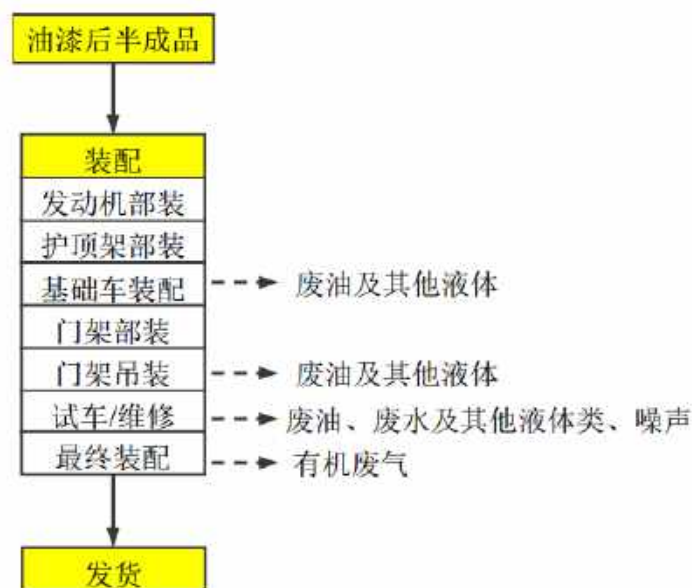 油漆后半成品
装配
发动机部装
护顶架部装
基础车装配 废油及其他液体
门架部装
门架吊装 废油及其他液体
试车/维修 废油、废水及其他液体类、噪声
最终装配 有机废气
发货